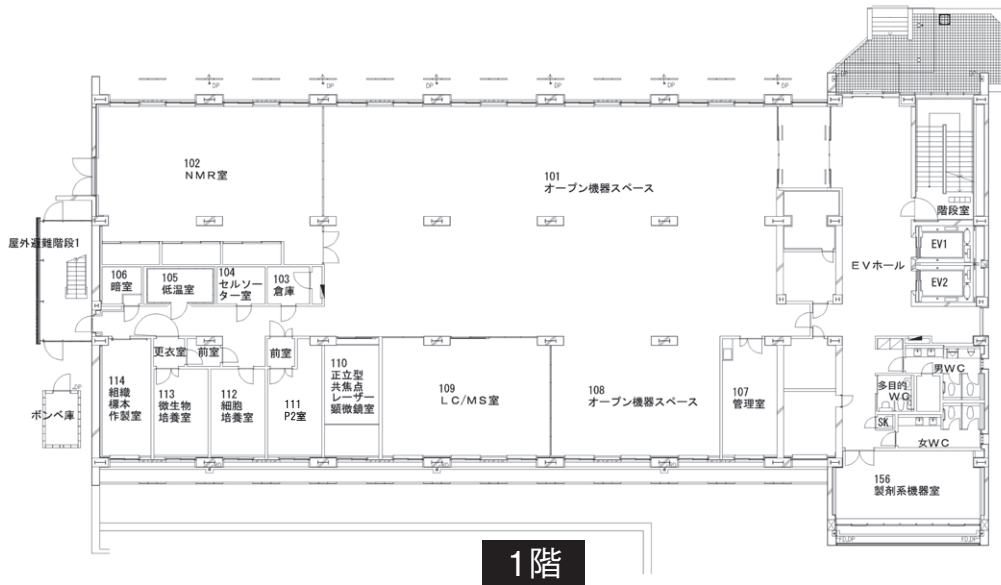 DP
DP
DP
DP
DP
DP
102
NMR室
101
オープン機器スペース
階段室
屋外避難階段1
EV1
EVホール
EV2
106
暗室
105
低温室
104
セルソー
ター室
103
倉庫
更衣室
前室
前室
DP
ボンベ庫
114
組織
標本
作製室
113
微生物
培養室
112
細胞
培養室
111
P2室
110
正立型
共焦点
レーザー
顕微鏡室
109
LC/MS室
108
オープン機器スペース
107
管理室
男WC
多目的
WC
SK
女WC
156
製剤系機器室
FD,DP
FD,DP
1階